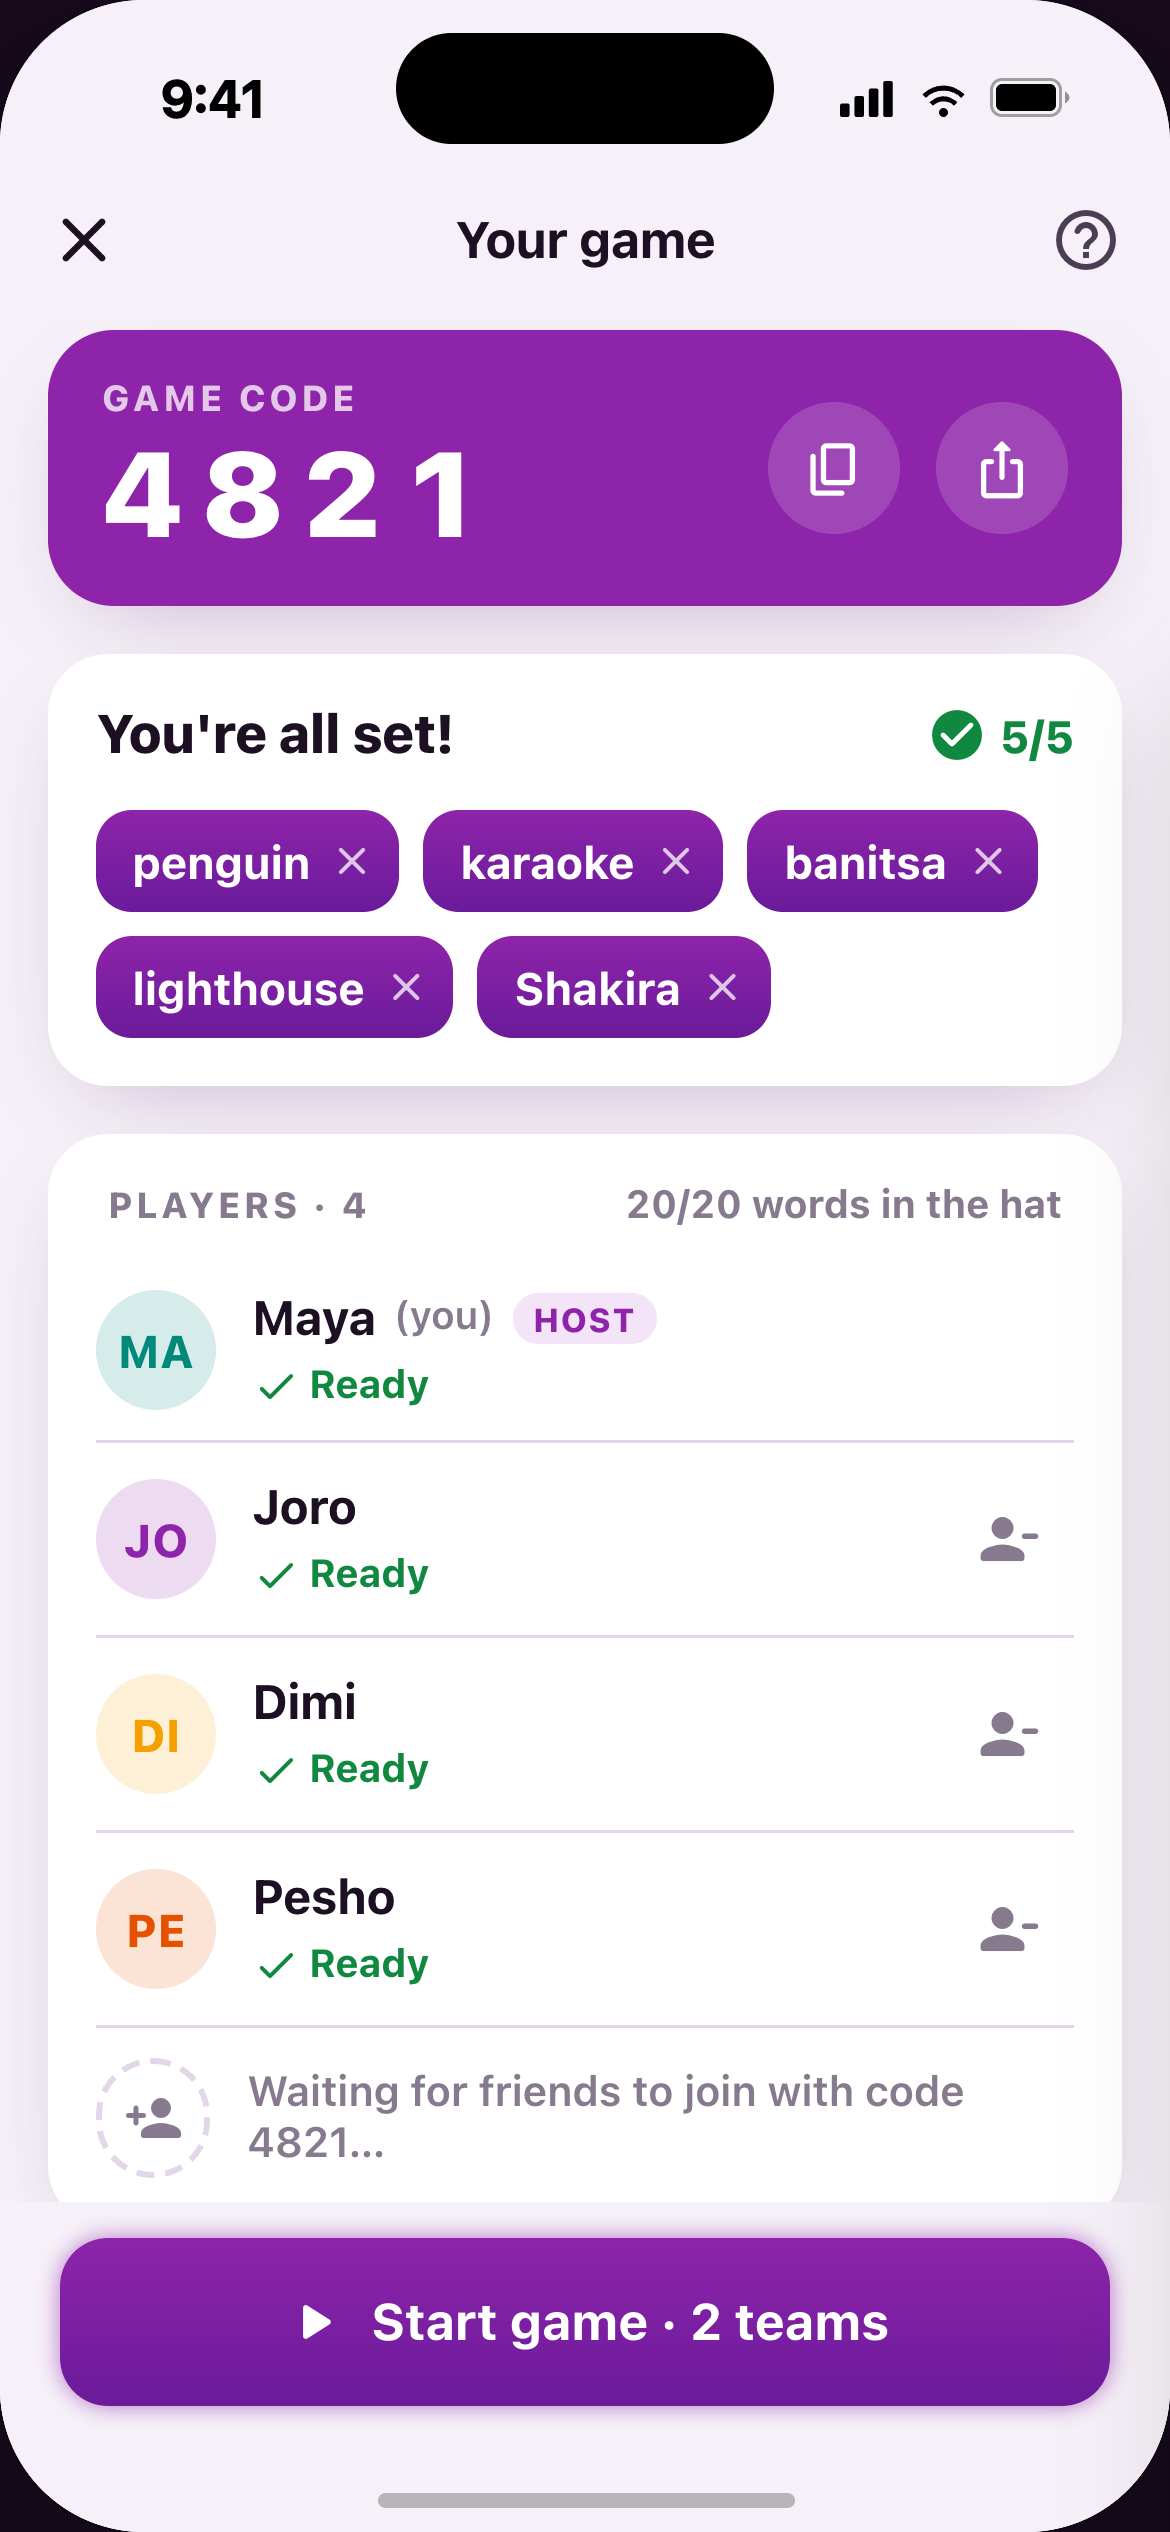 9:41
Your game
GAME CODE
4821
You're all set!
5/5
penguin
karaoke
banitsa
lighthouse
Shakira
PLAYERS · 4
20/20 words in the hat
MA
Maya (you) HOST
Ready
JO
Joro
Ready
DI
Dimi
Ready
PE
Pesho
Ready
Waiting for friends to join with code
4821...
Start game · 2 teams